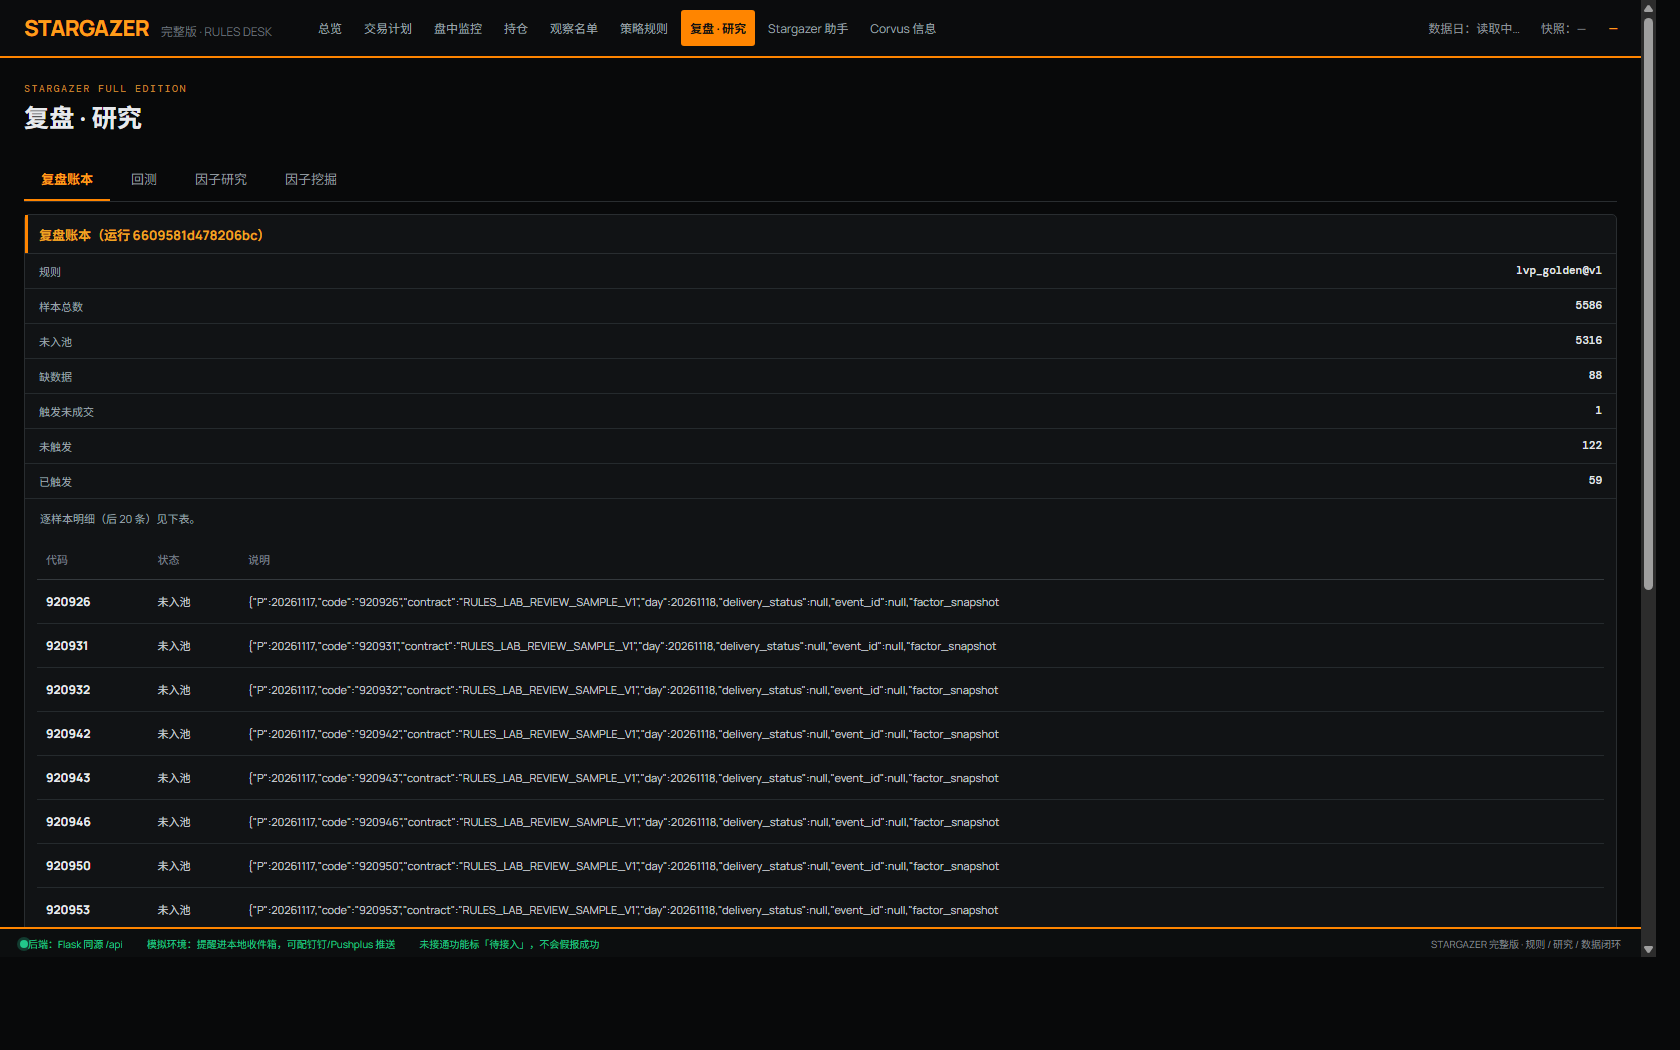 STARGAZER 完整版 · RULES DESK 总览 交易计划 盘中监控 持仓 观察名单 策略规则 复盘 · 研究 Stargazer 助手 Corvus 信息 数据日：读取中… 快照：— —
STARGAZER FULL EDITION
复盘 · 研究
复盘账本 回测 因子研究 因子挖掘
复盘账本（运行 6609581d478206bc）
规则 lvp_golden@v1
样本总数 5586
未入池 5316
缺数据 88
触发未成交 1
未触发 122
已触发 59
逐样本明细（后 20 条）见下表。
代码 状态 说明
920926 未入池 {"P":20261117,"code":"920926","contract":"RULES_LAB_REVIEW_SAMPLE_V1","day":20261118,"delivery_status":null,"event_id":null,"factor_snapshot
920931 未入池 {"P":20261117,"code":"920931","contract":"RULES_LAB_REVIEW_SAMPLE_V1","day":20261118,"delivery_status":null,"event_id":null,"factor_snapshot
920932 未入池 {"P":20261117,"code":"920932","contract":"RULES_LAB_REVIEW_SAMPLE_V1","day":20261118,"delivery_status":null,"event_id":null,"factor_snapshot
920942 未入池 {"P":20261117,"code":"920942","contract":"RULES_LAB_REVIEW_SAMPLE_V1","day":20261118,"delivery_status":null,"event_id":null,"factor_snapshot
920943 未入池 {"P":20261117,"code":"920943","contract":"RULES_LAB_REVIEW_SAMPLE_V1","day":20261118,"delivery_status":null,"event_id":null,"factor_snapshot
920946 未入池 {"P":20261117,"code":"920946","contract":"RULES_LAB_REVIEW_SAMPLE_V1","day":20261118,"delivery_status":null,"event_id":null,"factor_snapshot
920950 未入池 {"P":20261117,"code":"920950","contract":"RULES_LAB_REVIEW_SAMPLE_V1","day":20261118,"delivery_status":null,"event_id":null,"factor_snapshot
920953 未入池 {"P":20261117,"code":"920953","contract":"RULES_LAB_REVIEW_SAMPLE_V1","day":20261118,"delivery_status":null,"event_id":null,"factor_snapshot
后端：Flask 同源 /api 模拟环境：提醒进本地收件箱，可配钉钉/Pushplus 推送 未接通功能标「待接入」，不会假报成功 STARGAZER 完整版 · 规则 / 研究 / 数据闭环